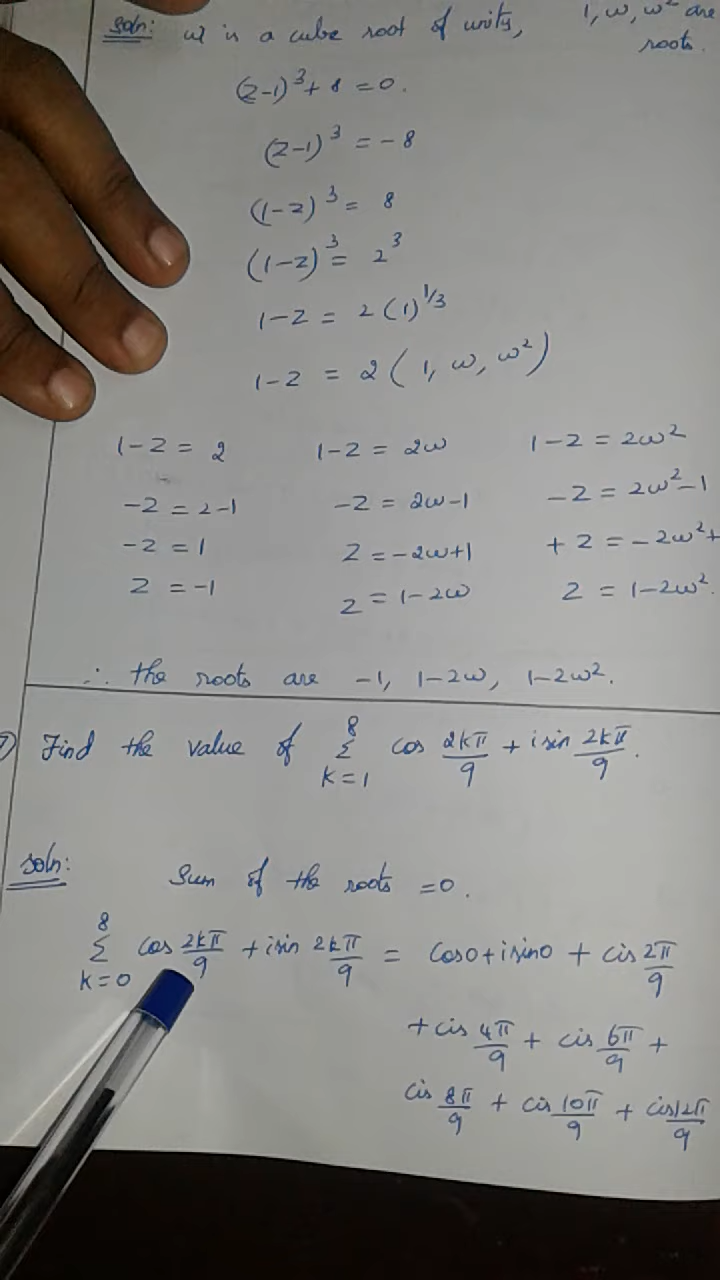 Soln: ω is a cube root of unity, 1, ω, ω² are
roots.
(z-1)³ + 8 = 0.
(z-1)³ = -8
(1-z)³ = 8
(1-z)³ = 2³
1-z = 2(1)^1/3
1-z = 2(1, ω, ω²)
1-z = 2 1-z = 2ω 1-z = 2ω²
-z = 2-1 -z = 2ω-1 -z = 2ω²-1
-z = 1 z = -2ω+1 +z = -2ω²+
z = -1 z = 1-2ω z = 1-2ω².
∴ the roots are -1, 1-2ω, 1-2ω².
Find the value of 8 Σ k=1 cos 2kπ/9 + i sin 2kπ/9.
Soln: Sum of the roots = 0.
8 Σ k=0 cos 2kπ/9 + i sin 2kπ/9 = cos0 + i sin0 + cis 2π/9
+ cis 4π/9 + cis 6π/9 +
cis 8π/9 + cis 10π/9 + cis 12π/9